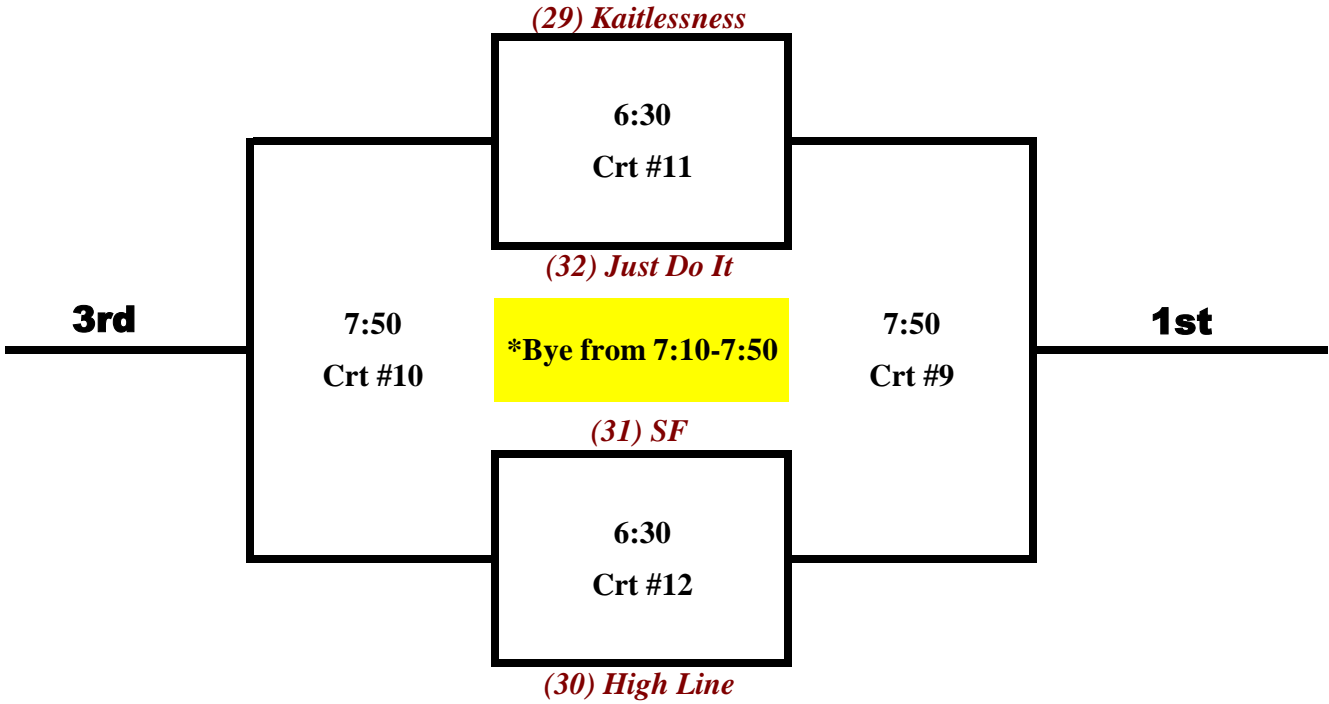 (29) Kaitlessness
6:30
Crt #11
(32) Just Do It
3rd
7:50
Crt #10
*Bye from 7:10-7:50
7:50
Crt #9
1st
(31) SF
6:30
Crt #12
(30) High Line